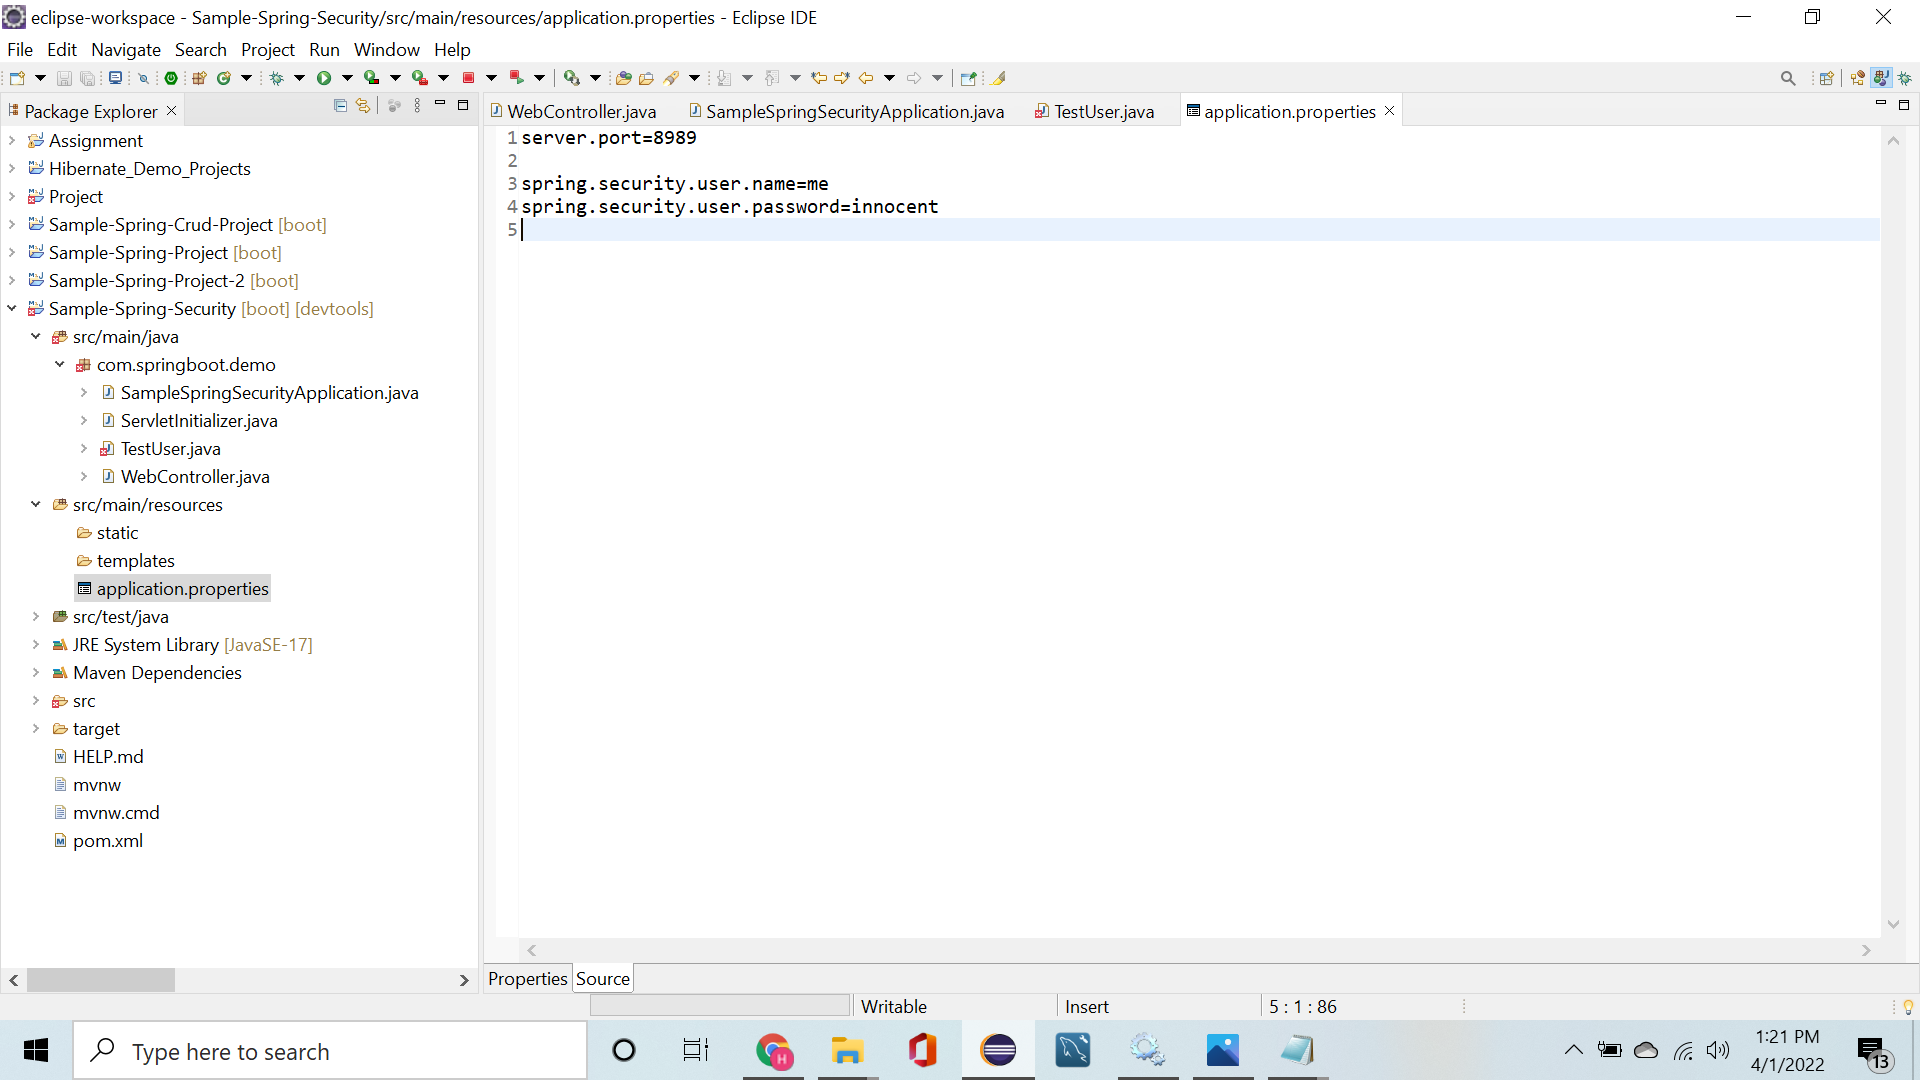 eclipse-workspace - Sample-Spring-Security/src/main/resources/application.properties - Eclipse IDE
File Edit Navigate Search Project Run Window Help
Package Explorer
Assignment
Hibernate_Demo_Projects
Project
Sample-Spring-Crud-Project [boot]
Sample-Spring-Project [boot]
Sample-Spring-Project-2 [boot]
Sample-Spring-Security [boot] [devtools]
src/main/java
com.springboot.demo
SampleSpringSecurityApplication.java
ServletInitializer.java
TestUser.java
WebController.java
src/main/resources
static
templates
application.properties
src/test/java
JRE System Library [JavaSE-17]
Maven Dependencies
src
target
HELP.md
mvnw
mvnw.cmd
pom.xml
WebController.java SampleSpringSecurityApplication.java TestUser.java application.properties
1 server.port=8989
2
3 spring.security.user.name=me
4 spring.security.user.password=innocent
5
Properties Source
Writable Insert 5 : 1 : 86
Type here to search
H
1:21 PM
4/1/2022
13